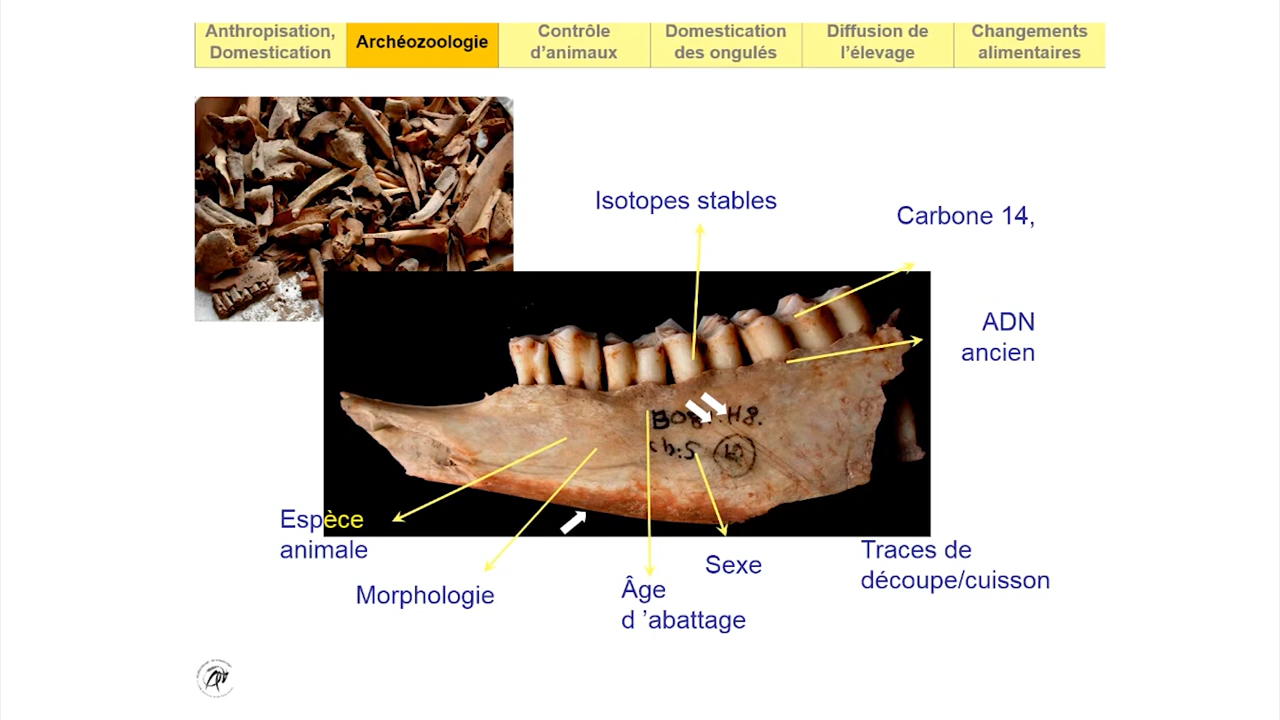 Anthropisation,
Domestication
Archéozoologie
Contrôle
d'animaux
Domestication
des ongulés
Diffusion de
l'élevage
Changements
alimentaires
Isotopes stables
Carbone 14,
ADN
ancien
H8.
Espèce
animale
Morphologie
Âge
d ’abattage
Sexe
Traces de
découpe/cuisson